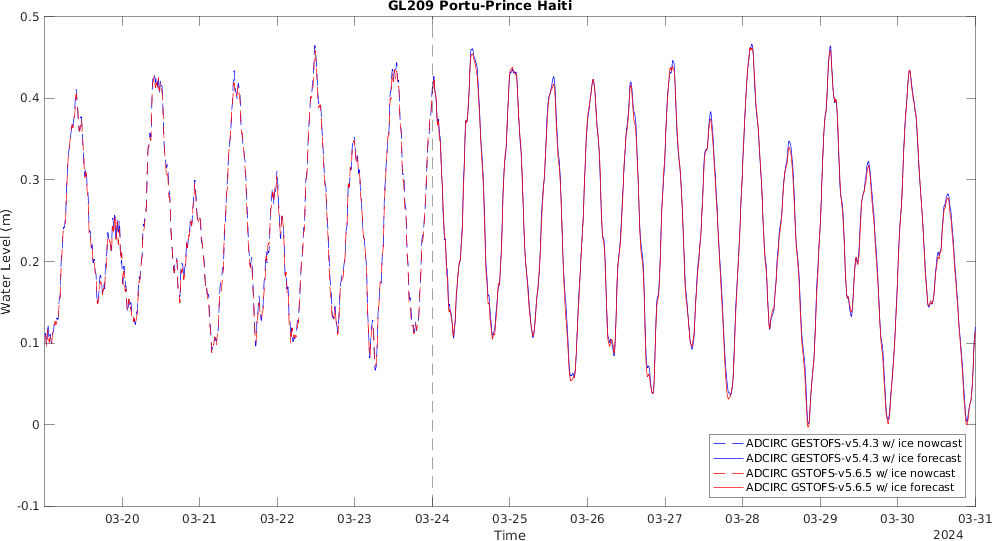 GL209 Portu-Prince Haiti
0.5
0.4
0.3
0.2
0.1
0
-0.1
Water Level (m)
ADCIRC GESTOFS-v5.4.3 w/ ice nowcast
ADCIRC GESTOFS-v5.4.3 w/ ice forecast
ADCIRC GSTOFS-v5.6.5 w/ ice nowcast
ADCIRC GSTOFS-v5.6.5 w/ ice forecast
03-20 03-21 03-22 03-23 03-24 03-25 03-26 03-27 03-28 03-29 03-30 03-31
Time
2024